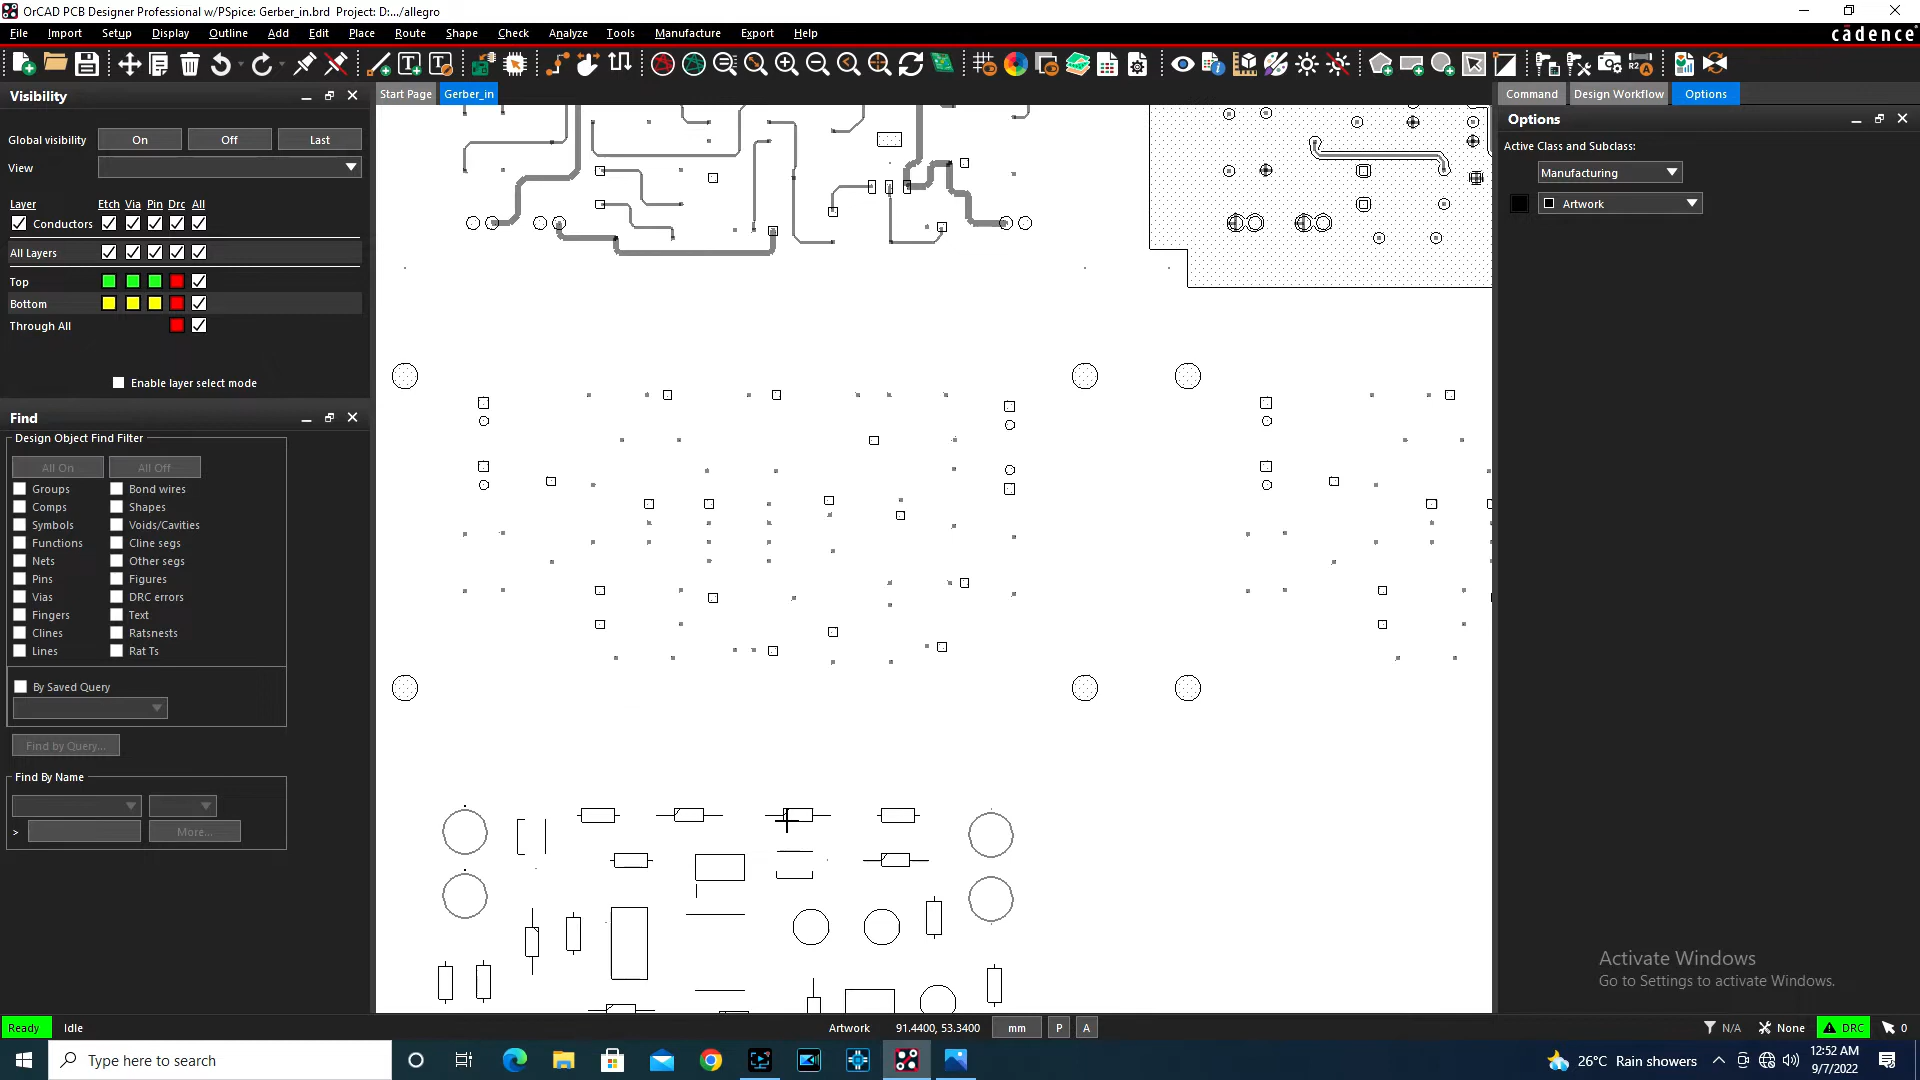 OrCAD PCB Designer Professional w/PSpice: Gerber_in.brd Project: D:.../allegro
File Import Setup Display Outline Add Edit Place Route Shape Check Analyze Tools Manufacture Export Help
cādence
Visibility
Start Page Gerber_in
Command Design Workflow Options
Global visibility On Off Last
View
Layer Etch Via Pin Drc All
Conductors
All Layers
Top
Bottom
Through All
Enable layer select mode
Find
Design Object Find Filter
All On All Off
Groups Bond wires
Comps Shapes
Symbols Voids/Cavities
Functions Cline segs
Nets Other segs
Pins Figures
Vias DRC errors
Fingers Text
Clines Ratsnests
Lines Rat Ts
By Saved Query
Find by Query...
Find By Name
> More...
Options
Active Class and Subclass:
Manufacturing
Artwork
Activate Windows
Go to Settings to activate Windows.
Ready Idle Artwork 91.4400, 53.3400 mm P A N/A None DRC 0
Type here to search
26°C Rain showers
12:52 AM
9/7/2022